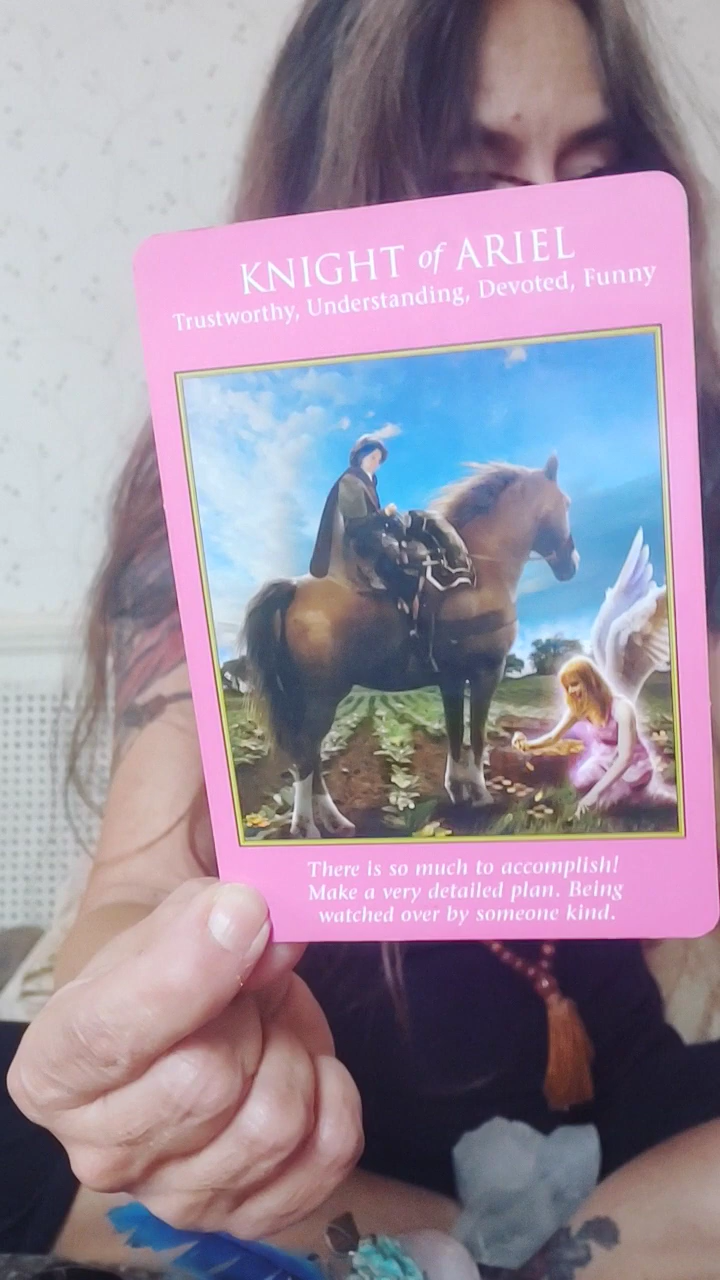 KNIGHT of ARIEL
Trustworthy, Understanding, Devoted, Funny
There is so much to accomplish!
Make a very detailed plan. Being
watched over by someone kind.